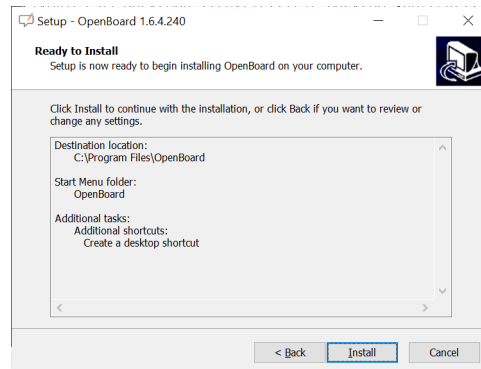 Setup - OpenBoard 1.6.4.240
Ready to Install
Setup is now ready to begin installing OpenBoard on your computer.
Click Install to continue with the installation, or click Back if you want to review or
change any settings.
Destination location:
C:\Program Files\OpenBoard
Start Menu folder:
OpenBoard
Additional tasks:
Additional shortcuts:
Create a desktop shortcut
< Back
Install
Cancel